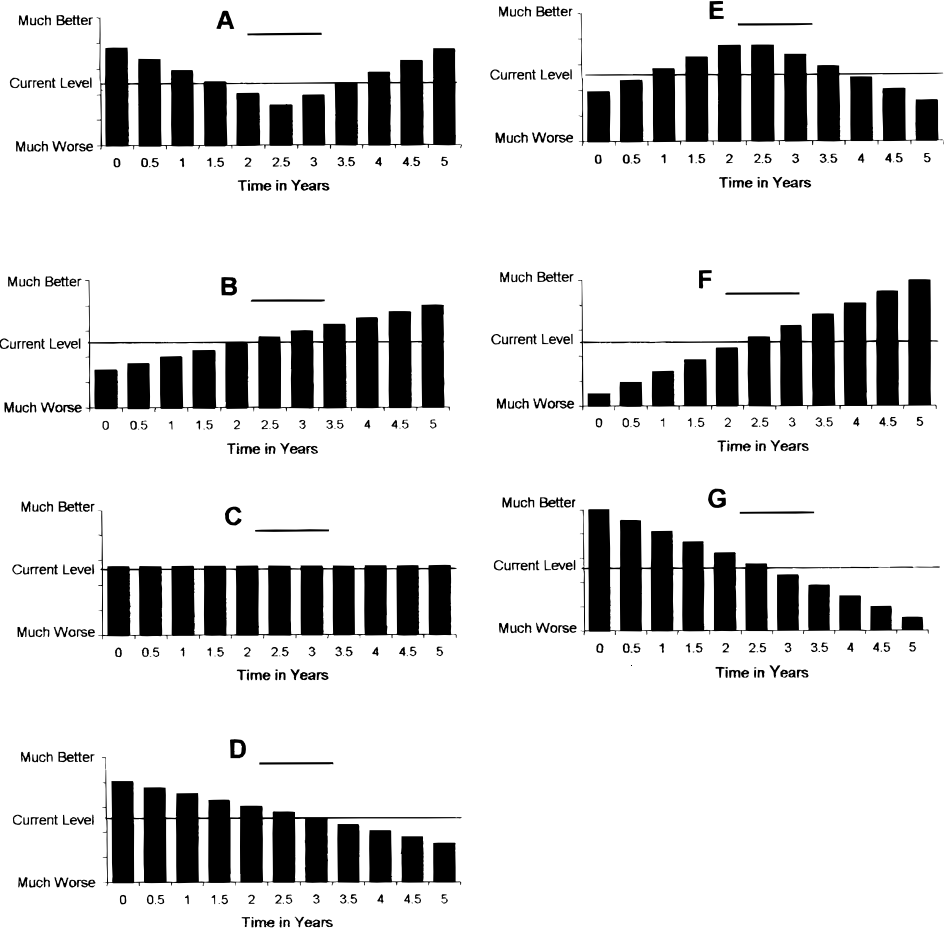 A
Much Better
Current Level
Much Worse
0 0.5 1 1.5 2 2.5 3 3.5 4 4.5 5
Time in Years
E
Much Better
Current Level
Much Worse
0 0.5 1 1.5 2 2.5 3 3.5 4 4.5 5
Time in Years
B
Much Better
Current Level
Much Worse
0 0.5 1 1.5 2 2.5 3 3.5 4 4.5 5
Time in Years
F
Much Better
Current Level
Much Worse
0 0.5 1 1.5 2 2.5 3 3.5 4 4.5 5
Time in Years
C
Much Better
Current Level
Much Worse
0 0.5 1 1.5 2 2.5 3 3.5 4 4.5 5
Time in Years
G
Much Better
Current Level
Much Worse
0 0.5 1 1.5 2 2.5 3 3.5 4 4.5 5
Time in Years
D
Much Better
Current Level
Much Worse
0 0.5 1 1.5 2 2.5 3 3.5 4 4.5 5
Time in Years